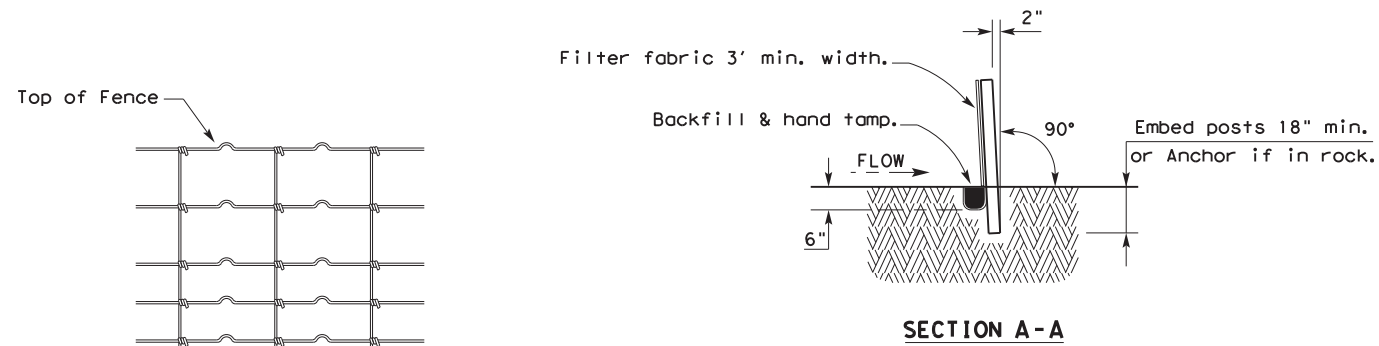 Top of Fence
2"
Filter fabric 3' min. width.
Backfill & hand tamp.
90°
Embed posts 18" min.
or Anchor if in rock.
FLOW
6"
SECTION A-A